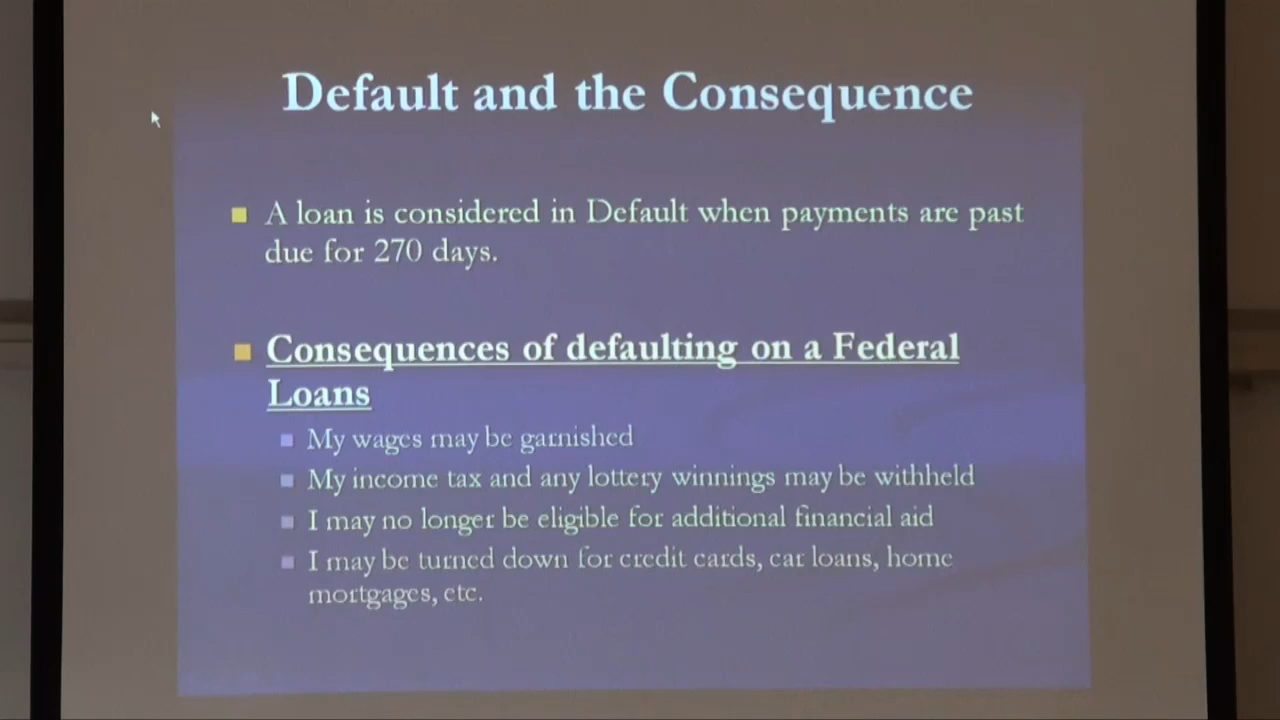 Default and the Consequence
A loan is considered in Default when payments are past
due for 270 days.
Consequences of defaulting on a Federal
Loans
My wages may be garnished
My income tax and any lottery winnings may be withheld
I may no longer be eligible for additional financial aid
I may be turned down for credit cards, car loans, home
mortgages, etc.